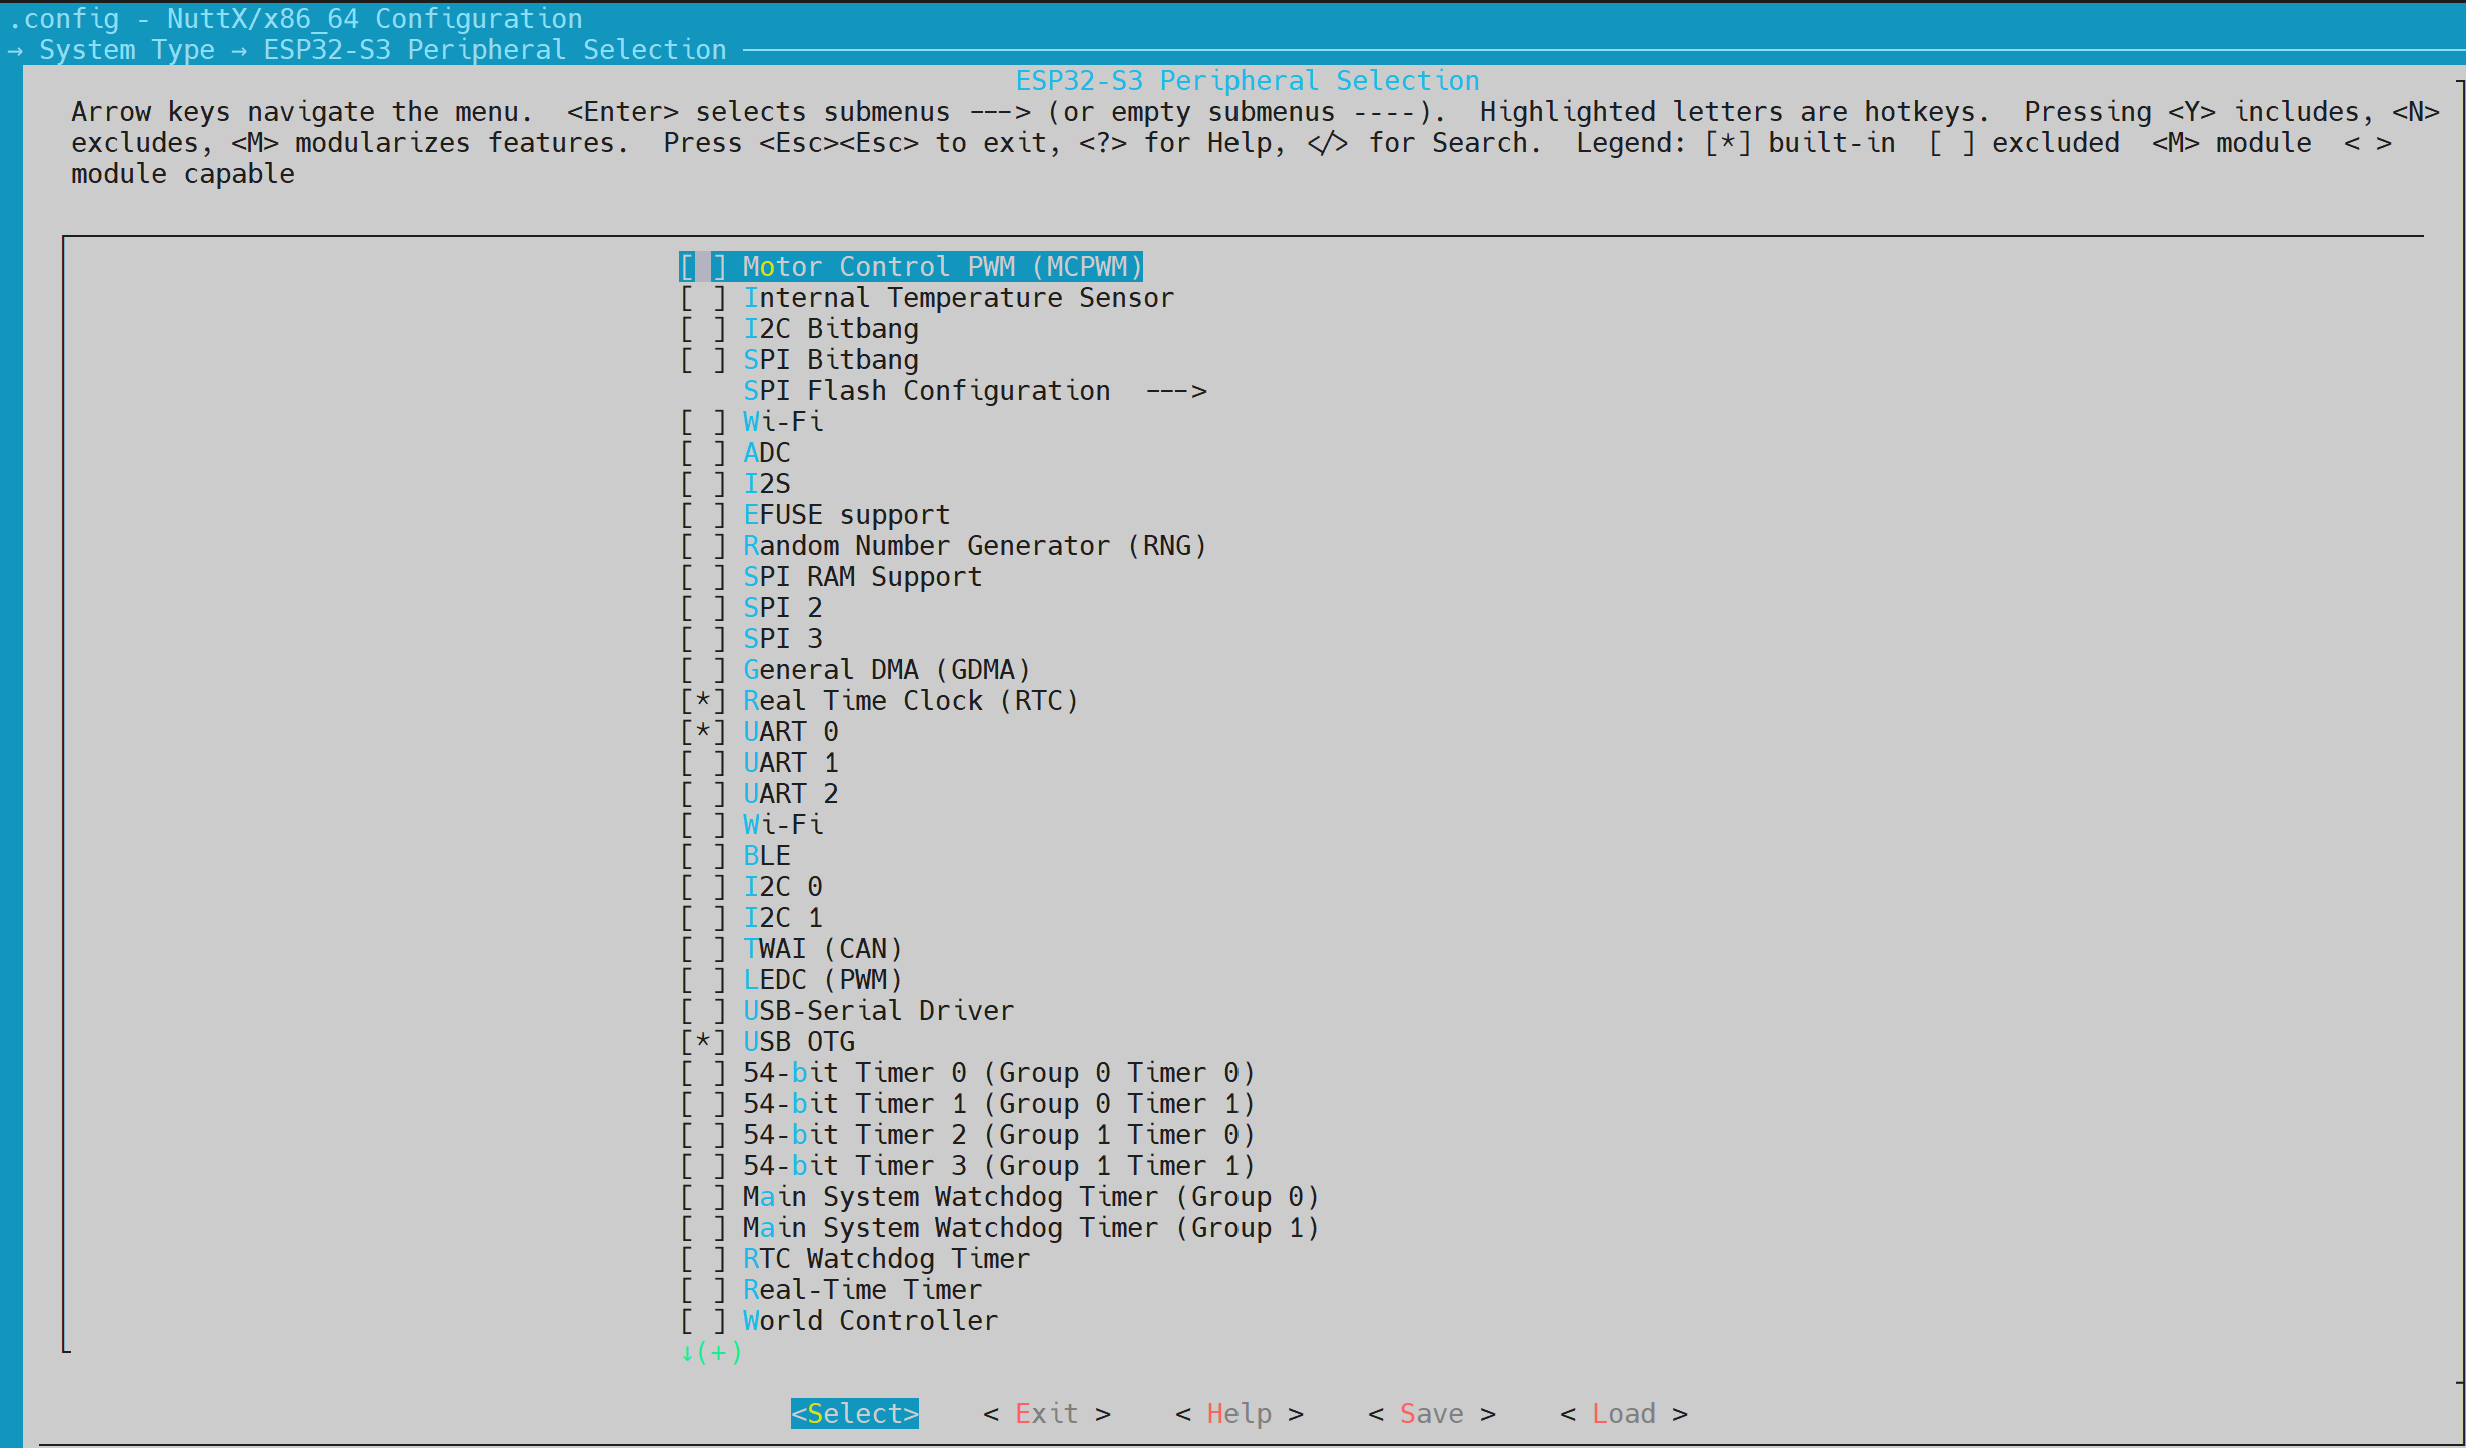 .config - NuttX/x86_64 Configuration
→ System Type → ESP32-S3 Peripheral Selection
ESP32-S3 Peripheral Selection
Arrow keys navigate the menu.  <Enter> selects submenus ---> (or empty submenus ----).  Highlighted letters are hotkeys.  Pressing <Y> includes, <N>
excludes, <M> modularizes features.  Press <Esc><Esc> to exit, <?> for Help, </> for Search.  Legend: [*] built-in  [ ] excluded  <M> module  < >
module capable
[ ] Motor Control PWM (MCPWM)
[ ] Internal Temperature Sensor
[ ] I2C Bitbang
[ ] SPI Bitbang
SPI Flash Configuration  --->
[ ] Wi-Fi
[ ] ADC
[ ] I2S
[ ] EFUSE support
[ ] Random Number Generator (RNG)
[ ] SPI RAM Support
[ ] SPI 2
[ ] SPI 3
[ ] General DMA (GDMA)
[*] Real Time Clock (RTC)
[*] UART 0
[ ] UART 1
[ ] UART 2
[ ] Wi-Fi
[ ] BLE
[ ] I2C 0
[ ] I2C 1
[ ] TWAI (CAN)
[ ] LEDC (PWM)
[ ] USB-Serial Driver
[*] USB OTG
[ ] 54-bit Timer 0 (Group 0 Timer 0)
[ ] 54-bit Timer 1 (Group 0 Timer 1)
[ ] 54-bit Timer 2 (Group 1 Timer 0)
[ ] 54-bit Timer 3 (Group 1 Timer 1)
[ ] Main System Watchdog Timer (Group 0)
[ ] Main System Watchdog Timer (Group 1)
[ ] RTC Watchdog Timer
[ ] Real-Time Timer
[ ] World Controller
↓(+)
<Select>    < Exit >    < Help >    < Save >    < Load >